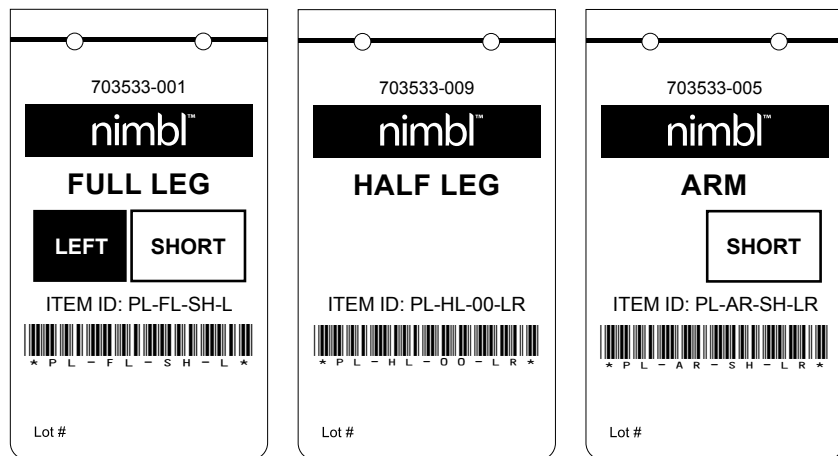 703533-001
nimbl™
FULL LEG
LEFT SHORT
ITEM ID: PL-FL-SH-L
*PL-FL-SH-L*
Lot #
703533-009
nimbl™
HALF LEG
ITEM ID: PL-HL-00-LR
*PL-HL-00-LR*
Lot #
703533-005
nimbl™
ARM
SHORT
ITEM ID: PL-AR-SH-LR
*PL-AR-SH-LR*
Lot #